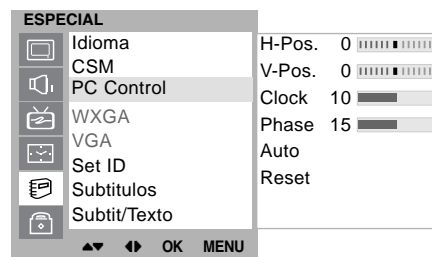 ESPECIAL
Idioma
CSM
PC Control
WXGA
VGA
Set ID
Subtitulos
Subtit/Texto
H-Pos. 0
V-Pos. 0
Clock 10
Phase 15
Auto
Reset
OK MENU